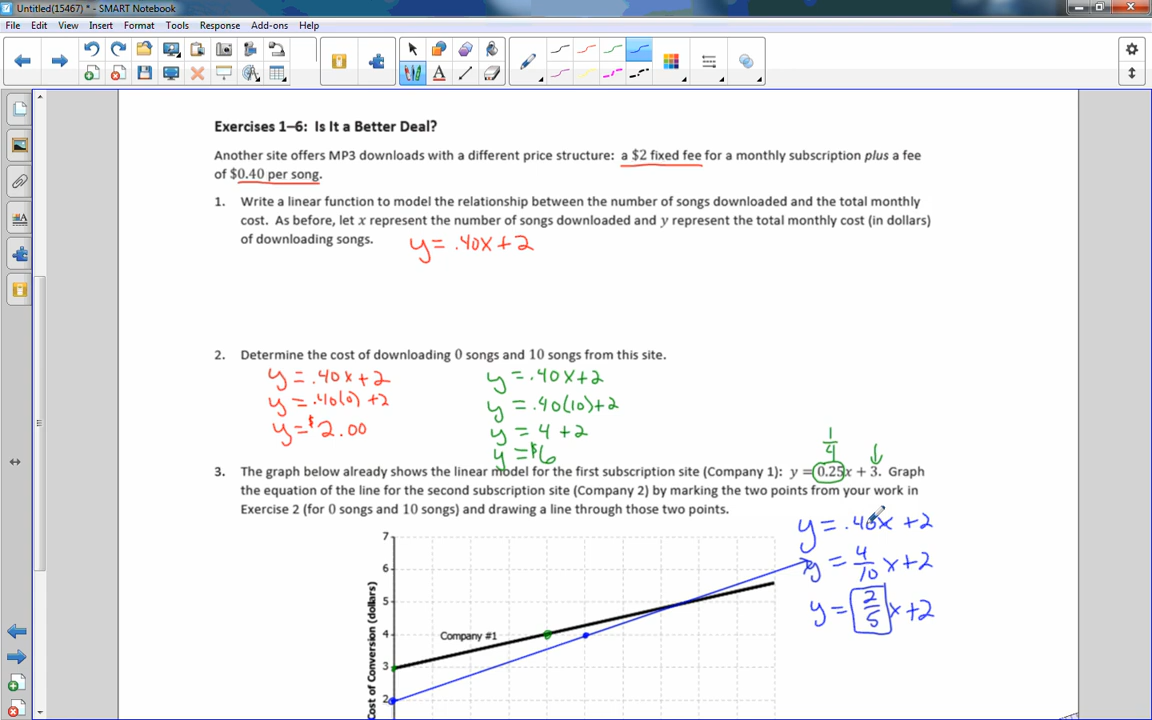 Untitled(15467) * - SMART Notebook
File Edit View Insert Format Tools Response Add-ons Help
Exercises 1–6: Is It a Better Deal?
Another site offers MP3 downloads with a different price structure: a $2 fixed fee for a monthly subscription plus a fee
of $0.40 per song.
1. Write a linear function to model the relationship between the number of songs downloaded and the total monthly
cost. As before, let x represent the number of songs downloaded and y represent the total monthly cost (in dollars)
of downloading songs. y = .40x + 2
2. Determine the cost of downloading 0 songs and 10 songs from this site.
y = .40x + 2
y = .40(0) + 2
y = $2.00
y = .40x + 2
y = .40(10) + 2
y = 4 + 2
y = $6
1/4 ↓
3. The graph below already shows the linear model for the first subscription site (Company 1): y = 0.25x + 3. Graph
the equation of the line for the second subscription site (Company 2) by marking the two points from your work in
Exercise 2 (for 0 songs and 10 songs) and drawing a line through those two points.
y = .40x + 2
y = 4/10 x + 2
y = 2/5 x + 2
7
6
5
4
3
2
Cost of Conversion (dollars)
Company #1